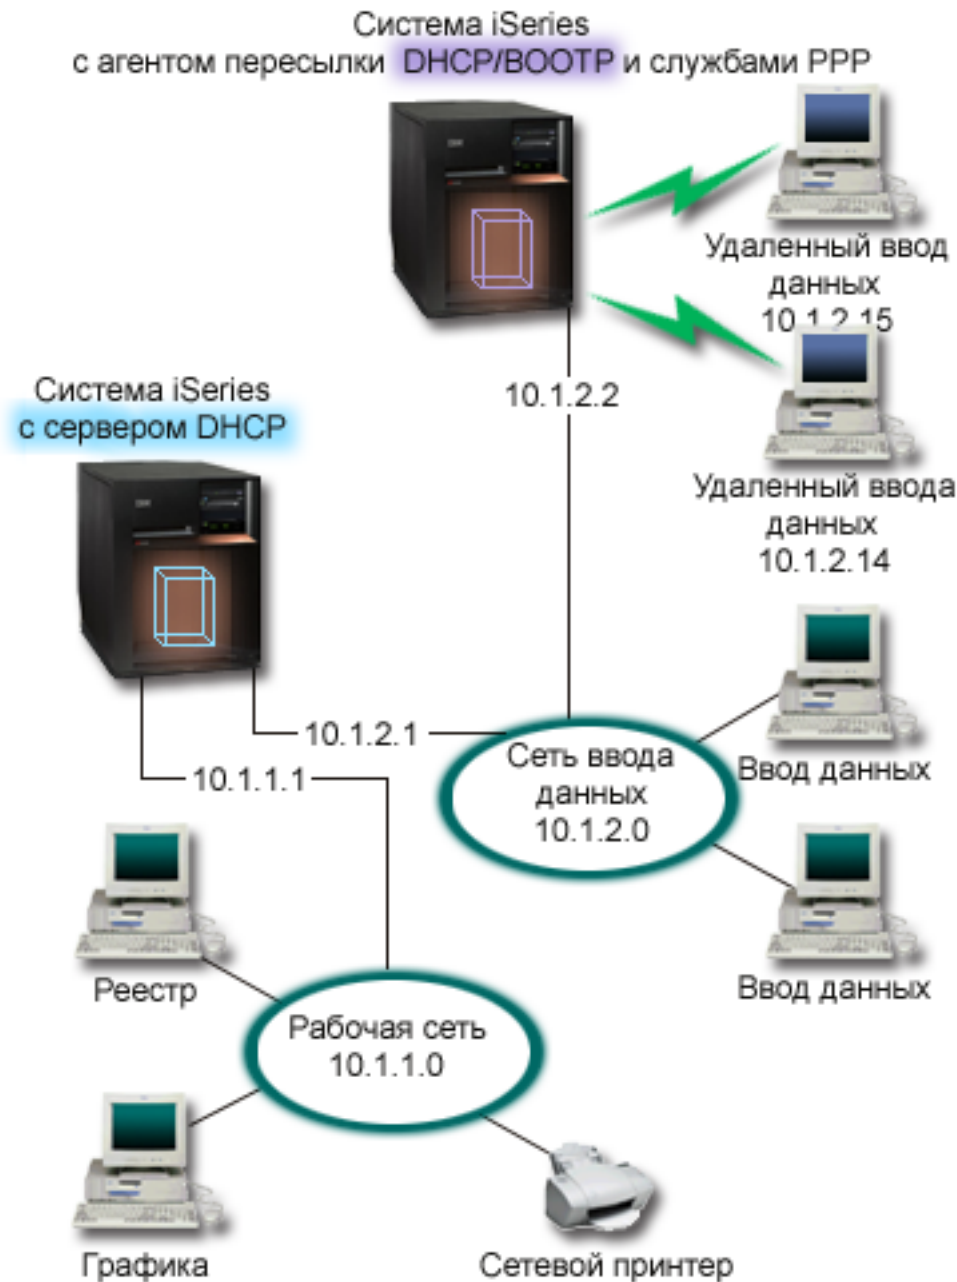 Система iSeries
с агентом пересылки DHCP/BOOTP и службами PPP
Удаленный ввод
данных
10.1.2.15
10.1.2.2
Система iSeries
с сервером DHCP
Удаленный ввода
данных
10.1.2.14
10.1.2.1
10.1.1.1
Сеть ввода
данных
10.1.2.0
Ввод данных
Реестр
Ввод данных
Рабочая сеть
10.1.1.0
Графика
Сетевой принтер